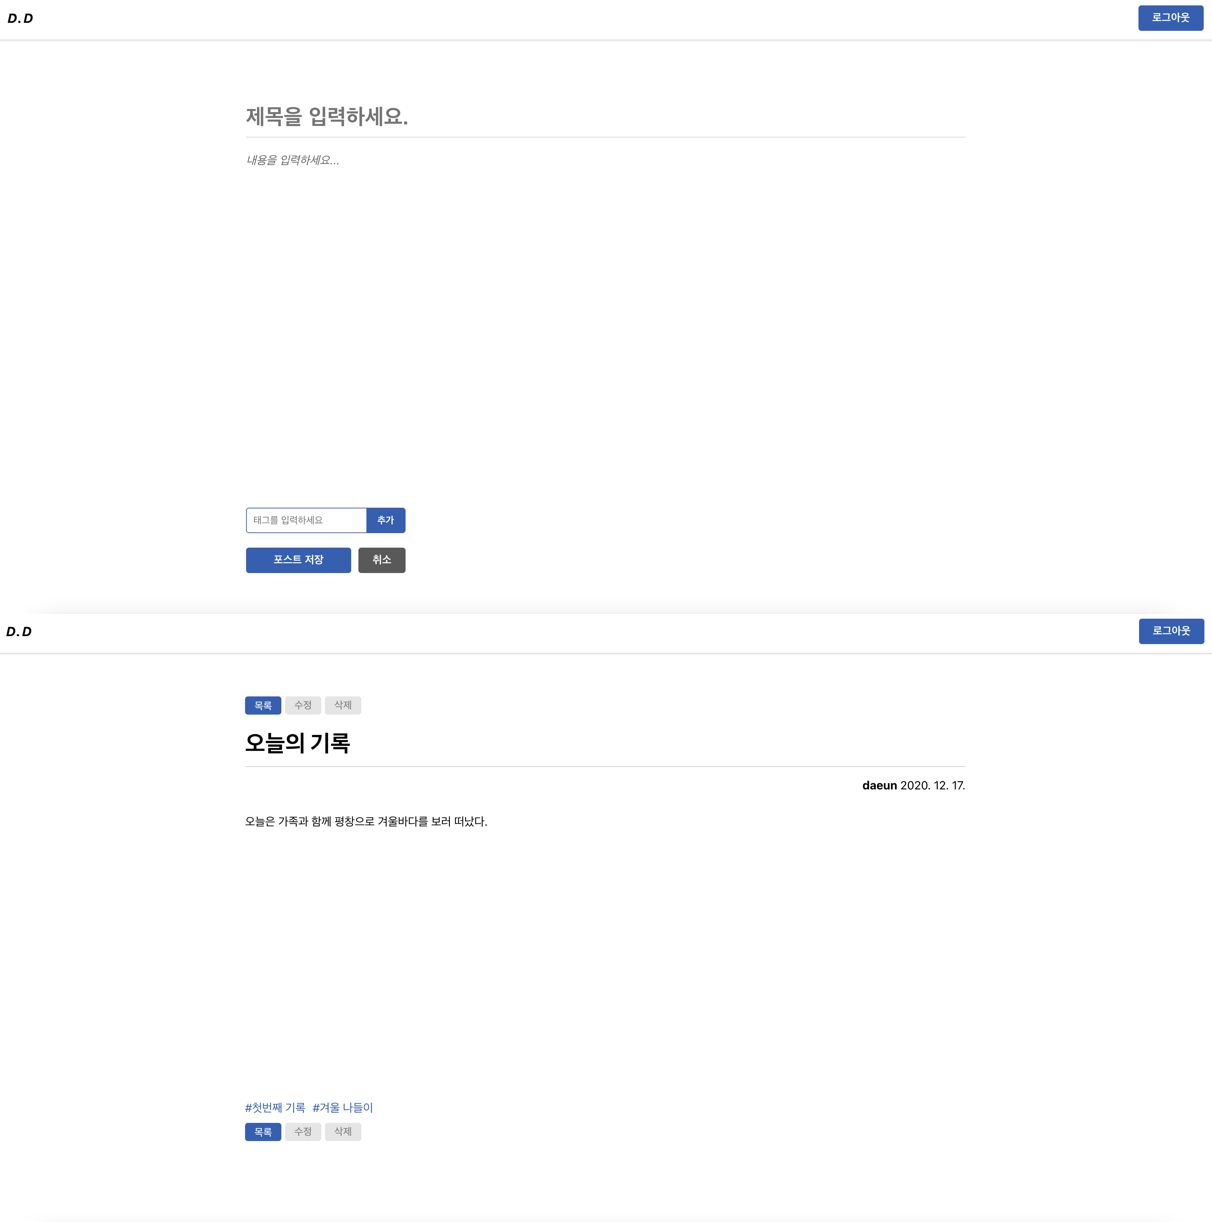 D.D 로그아웃
제목을 입력하세요.
내용을 입력하세요...
태그를 입력하세요 추가
포스트 저장 취소
D.D 로그아웃
목록 수정 삭제
오늘의 기록
daeun 2020. 12. 17.
오늘은 가족과 함께 평창으로 겨울바다를 보러 떠났다.
#첫번째 기록 #겨울 나들이
목록 수정 삭제